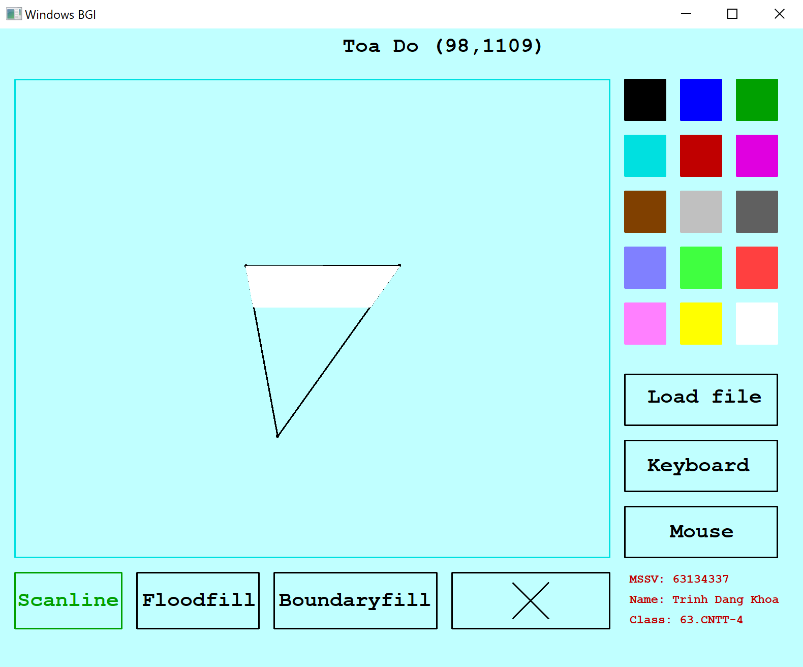 Windows BGI
Toa Do (98,1109)
Load file
Keyboard
Mouse
Scanline
Floodfill
Boundaryfill
MSSV: 63134337
Name: Trinh Dang Khoa
Class: 63.CNTT-4